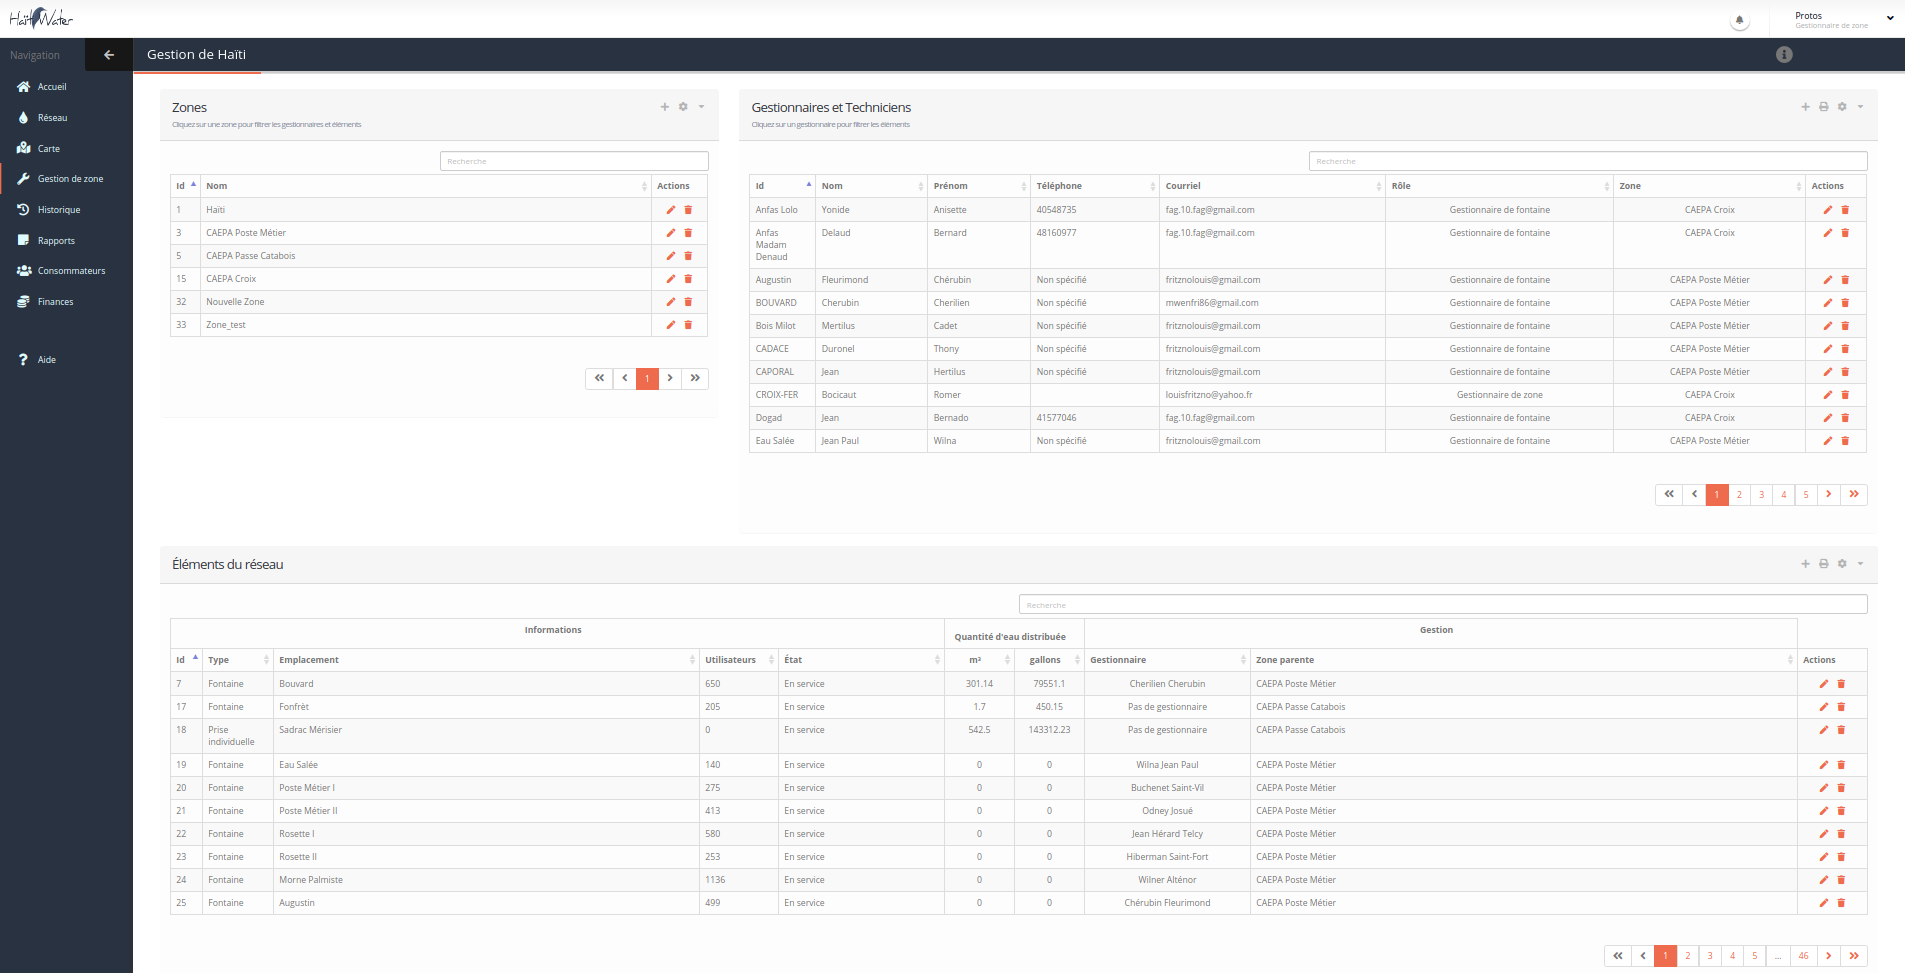 Haïti Water
Protos
Gestionnaire de zone
Navigation
Gestion de Haïti
Accueil
Réseau
Carte
Gestion de zone
Historique
Rapports
Consommateurs
Finances
Aide
Zones
Cliquez sur une zone pour filtrer les gestionnaires et éléments
Recherche
Id Nom Actions
1 Haïti
3 CAEPA Poste Métier
5 CAEPA Passe Catabois
15 CAEPA Croix
32 Nouvelle Zone
33 Zone_test
1
Gestionnaires et Techniciens
Cliquez sur un gestionnaire pour filtrer les éléments
Recherche
Id Nom Prénom Téléphone Courriel Rôle Zone Actions
Anfas Lolo Yonide Anisette 40548735 fag.10.fag@gmail.com Gestionnaire de fontaine CAEPA Croix
Anfas Delaud Bernard 48160977 fag.10.fag@gmail.com Gestionnaire de fontaine CAEPA Croix
Madam
Denaud
Augustin Fleurimond Chérubin Non spécifié fritznolouis@gmail.com Gestionnaire de fontaine CAEPA Poste Métier
BOUVARD Cherubin Cherilien Non spécifié mwenfri86@gmail.com Gestionnaire de fontaine CAEPA Poste Métier
Bois Milot Mertilus Cadet Non spécifié fritznolouis@gmail.com Gestionnaire de fontaine CAEPA Poste Métier
CADACE Duronel Thony Non spécifié fritznolouis@gmail.com Gestionnaire de fontaine CAEPA Poste Métier
CAPORAL Jean Hertilus Non spécifié fritznolouis@gmail.com Gestionnaire de fontaine CAEPA Poste Métier
CROIX-FER Bocicaut Romer louisfritzno@yahoo.fr Gestionnaire de zone CAEPA Croix
Dogad Jean Bernado 41577046 fag.10.fag@gmail.com Gestionnaire de fontaine CAEPA Croix
Eau Salée Jean Paul Wilna Non spécifié fritznolouis@gmail.com Gestionnaire de fontaine CAEPA Poste Métier
1 2 3 4 5
Éléments du réseau
Recherche
Informations Quantité d'eau distribuée Gestion
Id Type Emplacement Utilisateurs État m³ gallons Gestionnaire Zone parente Actions
7 Fontaine Bouvard 650 En service 301.14 79551.1 Cherilien Cherubin CAEPA Poste Métier
17 Fontaine Fonfrèt 205 En service 1.7 450.15 Pas de gestionnaire CAEPA Passe Catabois
18 Prise Sadrac Mérisier 0 En service 542.5 143312.23 Pas de gestionnaire CAEPA Passe Catabois
individuelle
19 Fontaine Eau Salée 140 En service 0 0 Wilna Jean Paul CAEPA Poste Métier
20 Fontaine Poste Métier I 275 En service 0 0 Buchenet Saint-Vil CAEPA Poste Métier
21 Fontaine Poste Métier II 413 En service 0 0 Odney Josué CAEPA Poste Métier
22 Fontaine Rosette I 580 En service 0 0 Jean Hérard Telcy CAEPA Poste Métier
23 Fontaine Rosette II 253 En service 0 0 Hiberman Saint-Fort CAEPA Poste Métier
24 Fontaine Morne Palmiste 1136 En service 0 0 Wilner Alténor CAEPA Poste Métier
25 Fontaine Augustin 499 En service 0 0 Chérubin Fleurimond CAEPA Poste Métier
1 2 3 4 5 ... 46